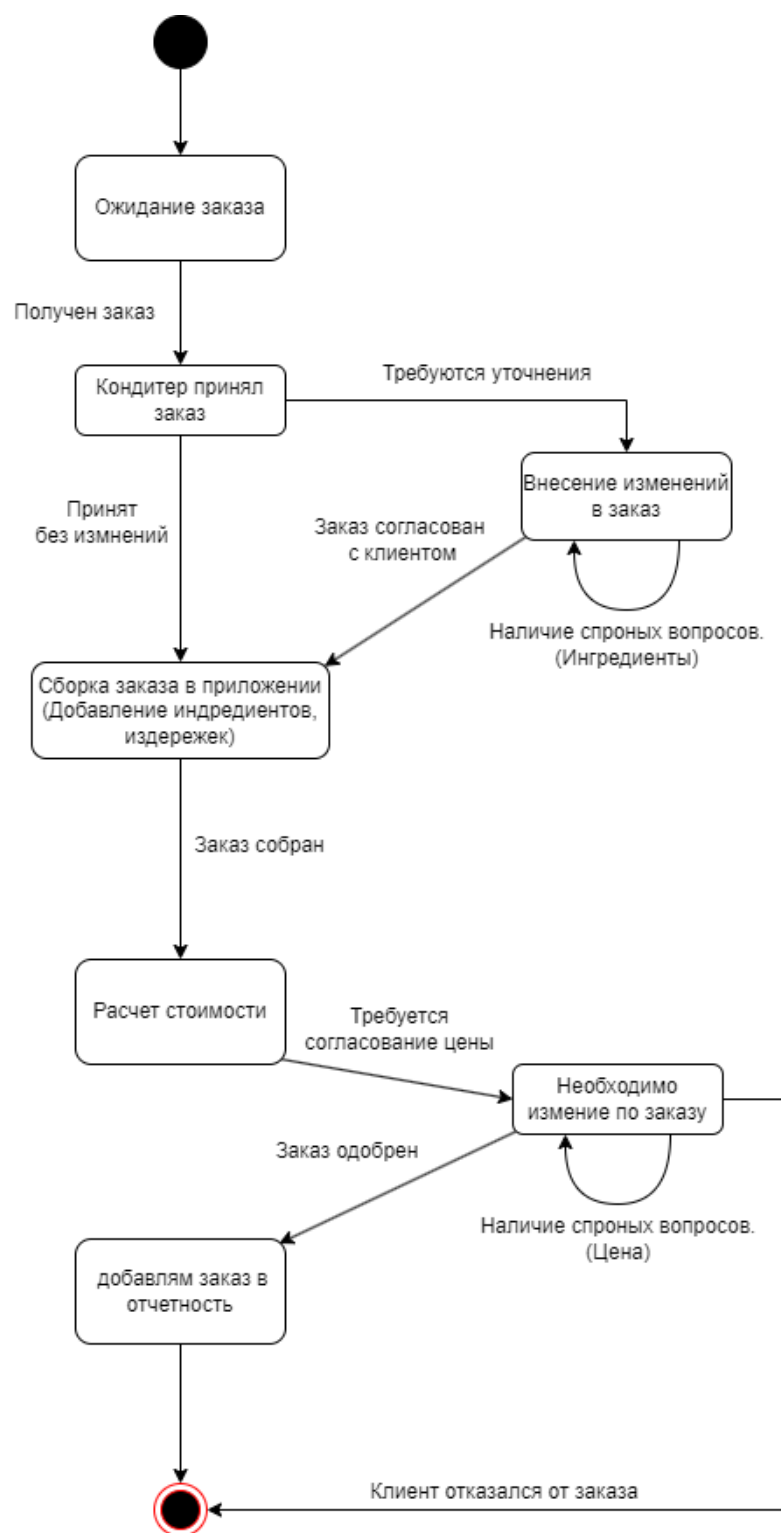 Ожидание заказа
Получен заказ
Кондитер принял
заказ
Требуются уточнения
Внесение изменений
в заказ
Принят
без измнений
Заказ согласован
с клиентом
Наличие спроных вопросов.
(Ингредиенты)
Сборка заказа в приложении
(Добавление индредиентов,
издережек)
Заказ собран
Расчет стоимости
Требуется
согласование цены
Необходимо
измение по заказу
Заказ одобрен
Наличие спроных вопросов.
(Цена)
добавлям заказ в
отчетность
Клиент отказался от заказа